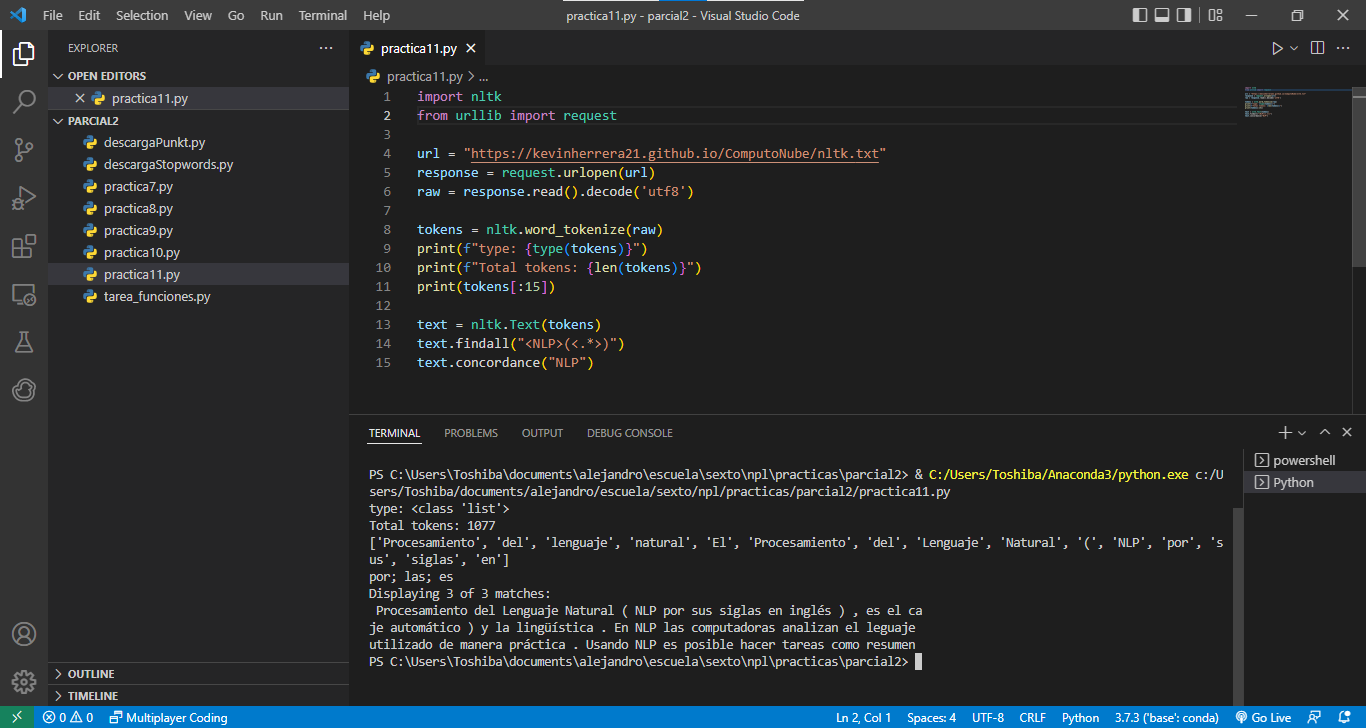 File Edit Selection View Go Run Terminal Help practica11.py - parcial2 - Visual Studio Code
EXPLORER
OPEN EDITORS
practica11.py
PARCIAL2
descargaPunkt.py
descargaStopwords.py
practica7.py
practica8.py
practica9.py
practica10.py
practica11.py
tarea_funciones.py
OUTLINE
TIMELINE
practica11.py
practica11.py > ...
1 import nltk
2 from urllib import request
3
4 url = "https://kevinherrera21.github.io/ComputoNube/nltk.txt"
5 response = request.urlopen(url)
6 raw = response.read().decode('utf8')
7
8 tokens = nltk.word_tokenize(raw)
9 print(f"type: {type(tokens)}")
10 print(f"Total tokens: {len(tokens)}")
11 print(tokens[:15])
12
13 text = nltk.Text(tokens)
14 text.findall("<NLP>(<.*>)")
15 text.concordance("NLP")
TERMINAL PROBLEMS OUTPUT DEBUG CONSOLE
PS C:\Users\Toshiba\documents\alejandro\escuela\sexto\npl\practicas\parcial2> & C:/Users/Toshiba/Anaconda3/python.exe c:/U
sers/Toshiba/documents/alejandro/escuela/sexto/npl/practicas/parcial2/practica11.py
type: <class 'list'>
Total tokens: 1077
['Procesamiento', 'del', 'lenguaje', 'natural', 'El', 'Procesamiento', 'del', 'Lenguaje', 'Natural', '(', 'NLP', 'por', 's
us', 'siglas', 'en']
por; las; es
Displaying 3 of 3 matches:
Procesamiento del Lenguaje Natural ( NLP por sus siglas en inglés ) , es el ca
je automático ) y la lingüística . En NLP las computadoras analizan el leguaje
utilizado de manera práctica . Usando NLP es posible hacer tareas como resumen
PS C:\Users\Toshiba\documents\alejandro\escuela\sexto\npl\practicas\parcial2>
powershell
Python
0 0 Multiplayer Coding Ln 2, Col 1 Spaces: 4 UTF-8 CRLF Python 3.7.3 ('base': conda) Go Live